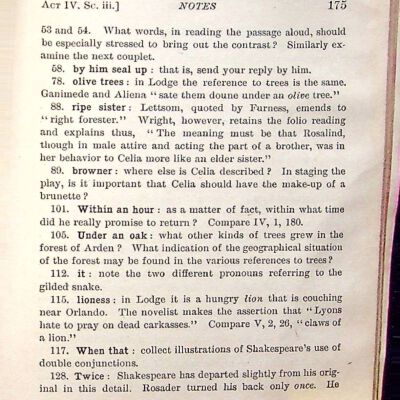 ACT IV. SC. iii.] NOTES 175
53 and 54. What words, in reading the passage aloud, should
be especially stressed to bring out the contrast? Similarly ex-
amine the next couplet.
58. by him seal up: that is, send your reply by him.
78. olive trees: in Lodge the reference to trees is the same.
Ganimede and Aliena "sate them doune under an olive tree."
88. ripe sister: Lettsom, quoted by Furness, emends to
"right forester." Wright, however, retains the folio reading
and explains thus, "The meaning must be that Rosalind,
though in male attire and acting the part of a brother, was in
her behavior to Celia more like an elder sister."
89. browner: where else is Celia described? In staging the
play, is it important that Celia should have the make-up of a
brunette?
101. Within an hour: as a matter of fact, within what time
did he really promise to return? Compare IV, 1, 180.
105. Under an oak: what other kinds of trees grew in the
forest of Arden? What indication of the geographical situation
of the forest may be found in the various references to trees?
112. it: note the two different pronouns referring to the
gilded snake.
115. lioness: in Lodge it is a hungry lion that is couching
near Orlando. The novelist makes the assertion that "Lyons
hate to pray on dead carkasses." Compare V, 2, 26, "claws of
a lion."
117. When that: collect illustrations of Shakespeare's use of
double conjunctions.
128. Twice: Shakespeare has departed slightly from his orig-
inal in this detail. Rosader turned his back only once. He